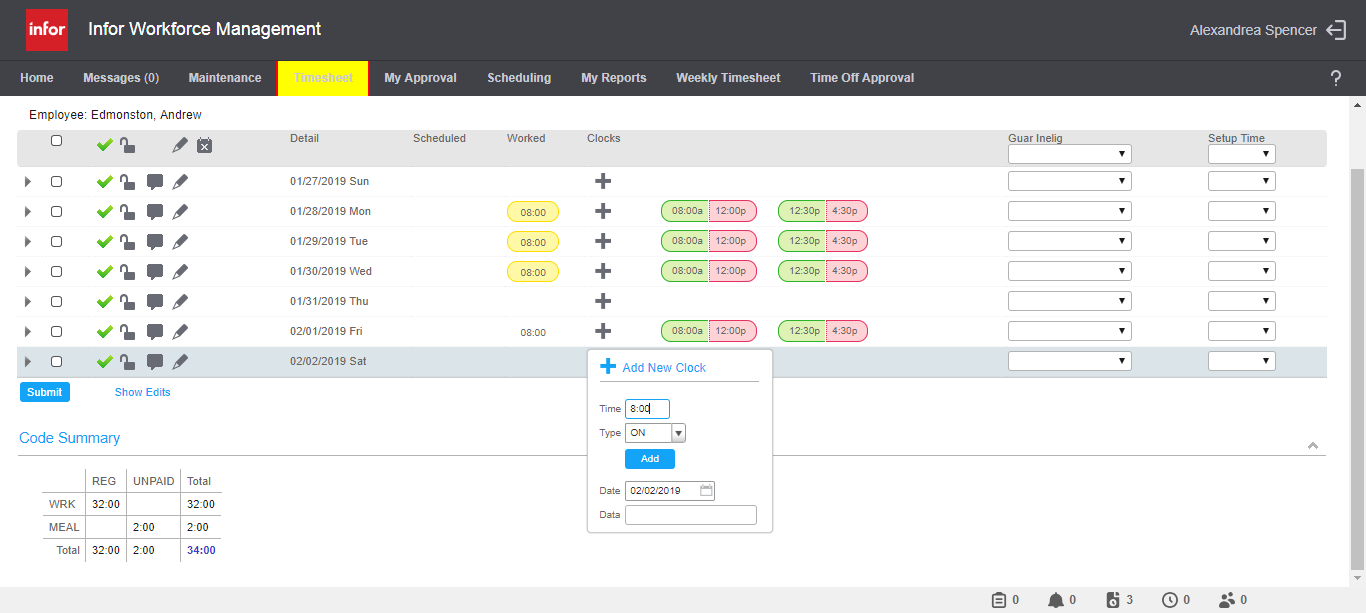 infor Infor Workforce Management Alexandrea Spencer
Home Messages (0) Maintenance Timesheet My Approval Scheduling My Reports Weekly Timesheet Time Off Approval ?
Employee: Edmonston, Andrew
Detail Scheduled Worked Clocks Guar Inelig Setup Time
01/27/2019 Sun
01/28/2019 Mon 08:00 08:00a 12:00p 12:30p 4:30p
01/29/2019 Tue 08:00 08:00a 12:00p 12:30p 4:30p
01/30/2019 Wed 08:00 08:00a 12:00p 12:30p 4:30p
01/31/2019 Thu
02/01/2019 Fri 08:00 08:00a 12:00p 12:30p 4:30p
02/02/2019 Sat
Submit Show Edits
Add New Clock
Time 8:00
Type ON
Add
Date 02/02/2019
Data
Code Summary
REG UNPAID Total
WRK 32:00 32:00
MEAL 2:00 2:00
Total 32:00 2:00 34:00
0 0 3 0 0